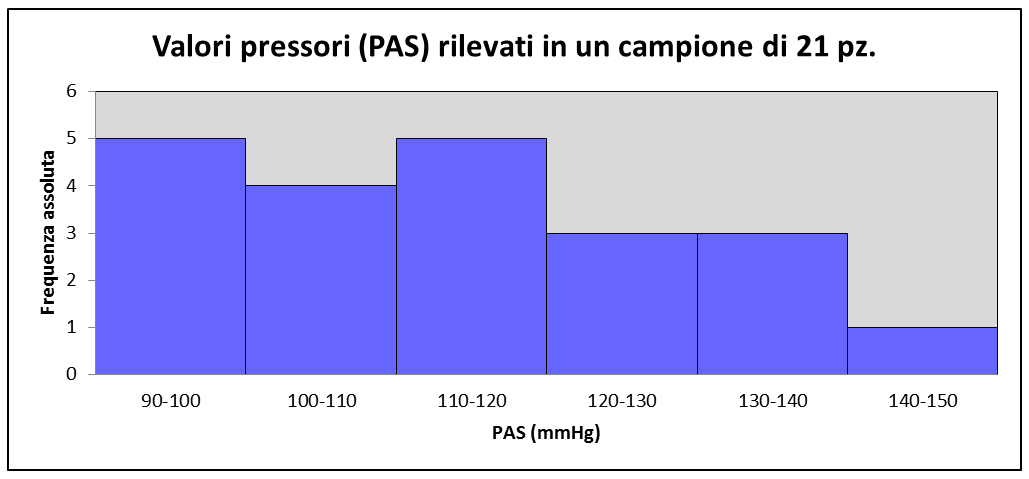 Valori pressori (PAS) rilevati in un campione di 21 pz.
6
5
4
3
2
1
0
Frequenza assoluta
90-100 100-110 110-120 120-130 130-140 140-150
PAS (mmHg)